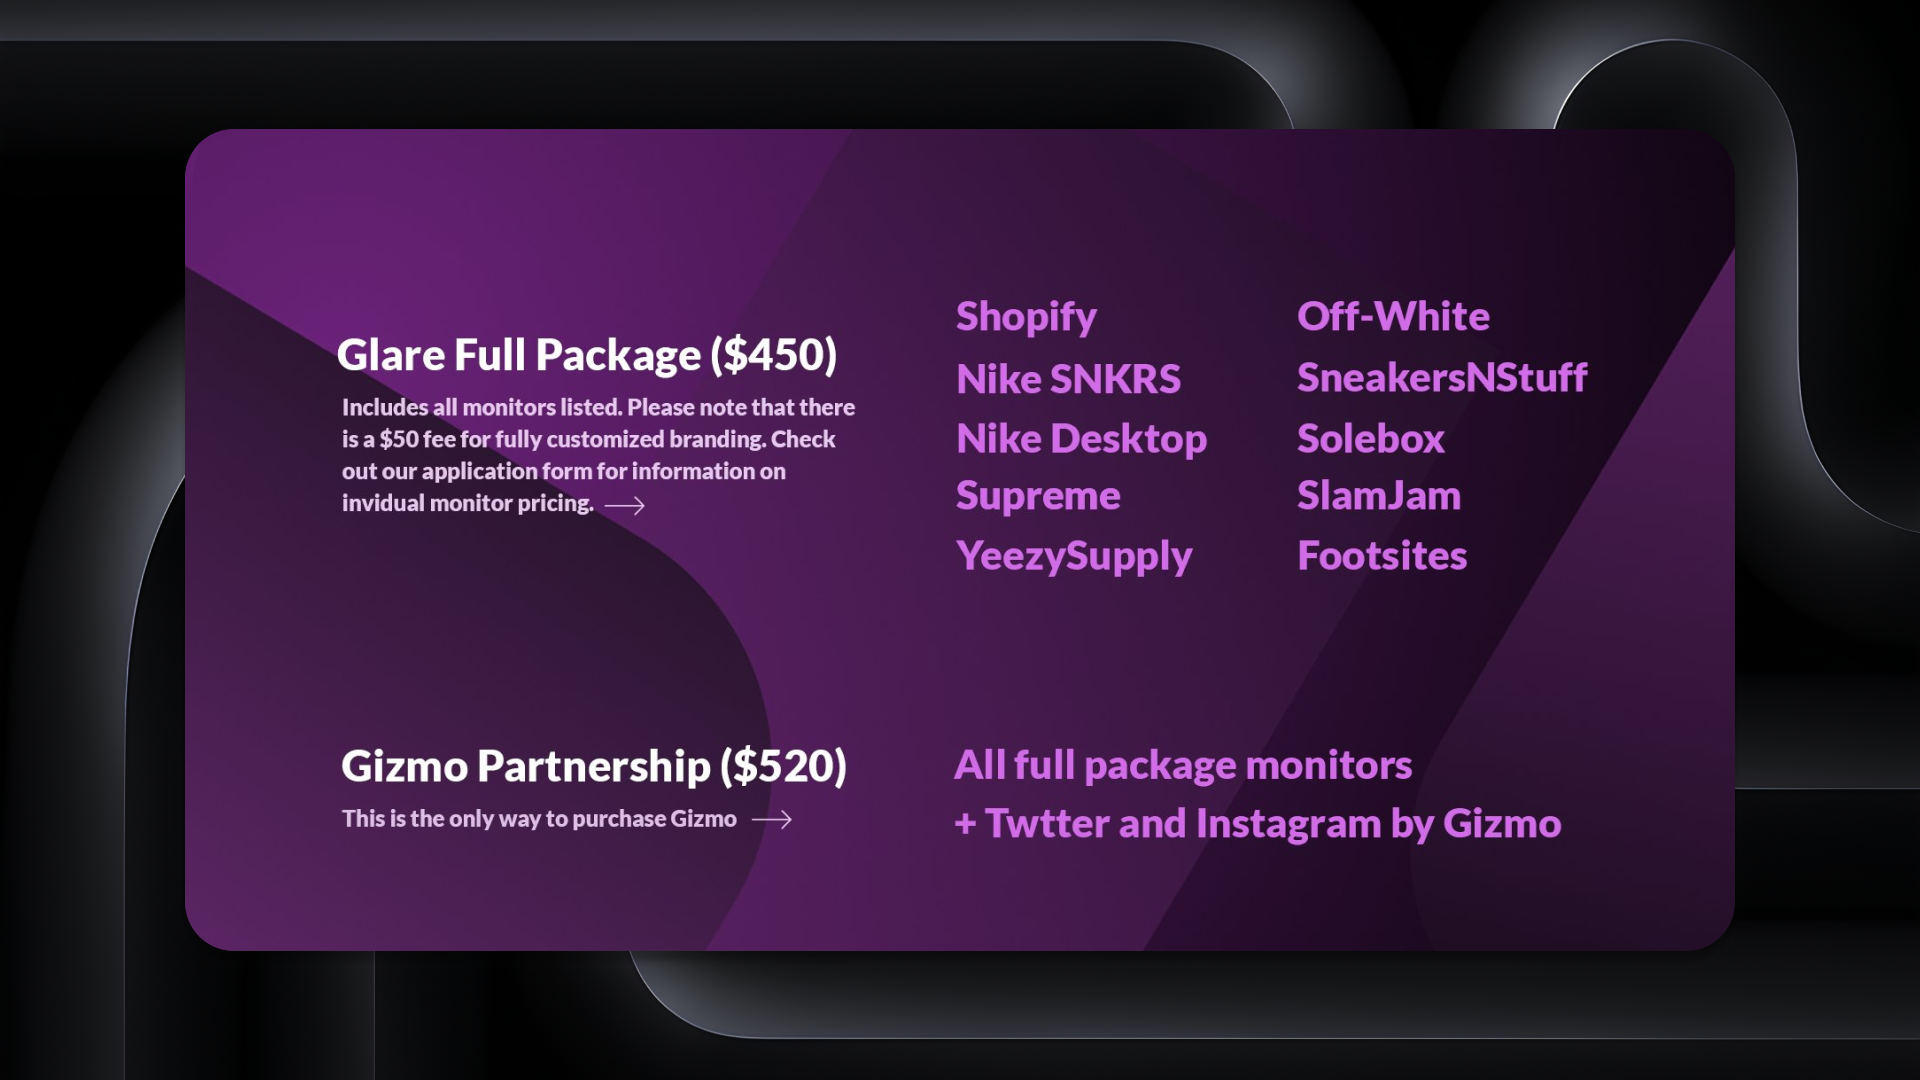 Glare Full Package ($450)
Includes all monitors listed. Please note that there
is a $50 fee for fully customized branding. Check
out our application form for information on
invidual monitor pricing.
Shopify
Nike SNKRS
Nike Desktop
Supreme
YeezySupply
Off-White
SneakersNStuff
Solebox
SlamJam
Footsites
Gizmo Partnership ($520)
This is the only way to purchase Gizmo
All full package monitors
+ Twtter and Instagram by Gizmo